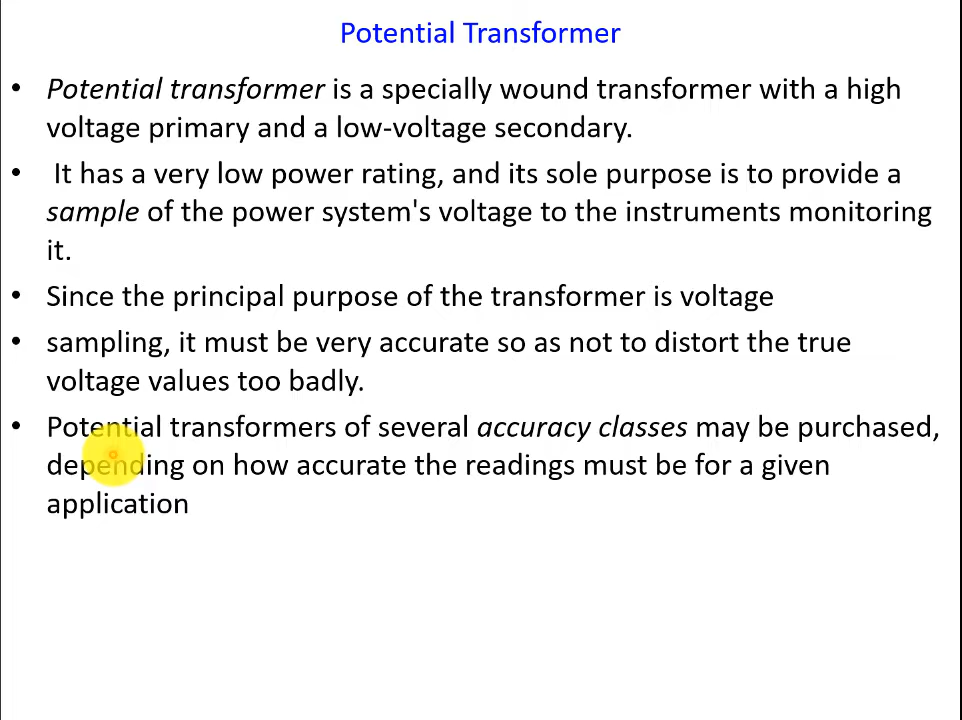 Potential Transformer
• Potential transformer is a specially wound transformer with a high
voltage primary and a low-voltage secondary.
• It has a very low power rating, and its sole purpose is to provide a
sample of the power system's voltage to the instruments monitoring
it.
• Since the principal purpose of the transformer is voltage
• sampling, it must be very accurate so as not to distort the true
voltage values too badly.
• Potential transformers of several accuracy classes may be purchased,
depending on how accurate the readings must be for a given
application